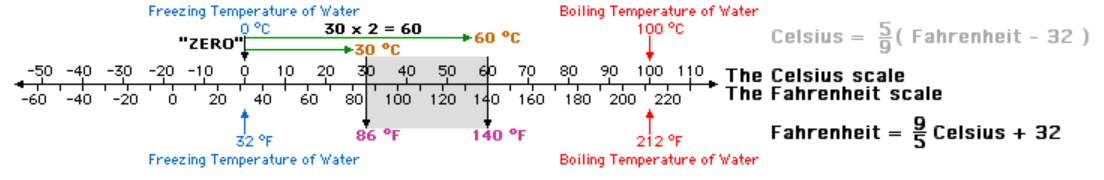 Freezing Temperature of Water
Boiling Temperature of Water
0 °C
30 x 2 = 60
60 °C
100 °C
Celsius = 5/9 ( Fahrenheit - 32 )
"ZERO"
30 °C
-50 -40 -30 -20 -10 0 10 20 30 40 50 60 70 80 90 100 110
The Celsius scale
-60 -40 -20 0 20 40 60 80 100 120 140 160 180 200 220
The Fahrenheit scale
32 °F
86 °F
140 °F
212 °F
Fahrenheit = 9/5 Celsius + 32
Freezing Temperature of Water
Boiling Temperature of Water